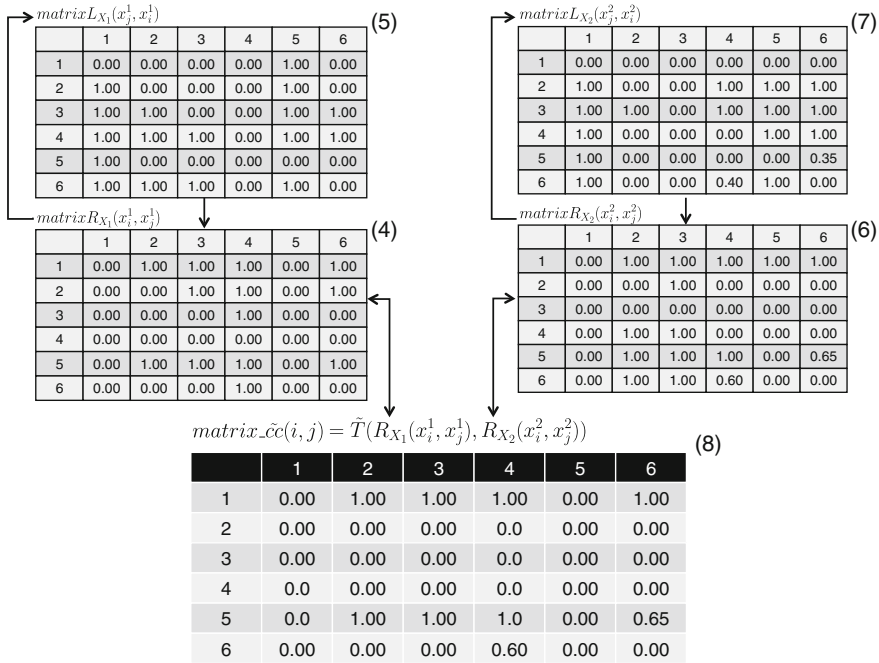 matrixL_{X_1}(x_j^1, x_i^1) (5)
1 2 3 4 5 6
1 0.00 0.00 0.00 0.00 1.00 0.00
2 1.00 0.00 0.00 0.00 1.00 0.00
3 1.00 1.00 0.00 0.00 1.00 1.00
4 1.00 1.00 1.00 0.00 1.00 1.00
5 1.00 0.00 0.00 0.00 0.00 0.00
6 1.00 1.00 1.00 0.00 1.00 0.00
matrixR_{X_1}(x_i^1, x_j^1) (4)
1 2 3 4 5 6
1 0.00 1.00 1.00 1.00 0.00 1.00
2 0.00 0.00 1.00 1.00 0.00 1.00
3 0.00 0.00 0.00 1.00 0.00 0.00
4 0.00 0.00 0.00 0.00 0.00 0.00
5 0.00 1.00 1.00 1.00 0.00 1.00
6 0.00 0.00 0.00 1.00 0.00 0.00
matrixL_{X_2}(x_j^2, x_i^2) (7)
1 2 3 4 5 6
1 0.00 0.00 0.00 0.00 0.00 0.00
2 1.00 0.00 0.00 1.00 1.00 1.00
3 1.00 1.00 0.00 1.00 1.00 1.00
4 1.00 0.00 0.00 0.00 1.00 1.00
5 1.00 0.00 0.00 0.00 0.00 0.35
6 1.00 0.00 0.00 0.40 1.00 0.00
matrixR_{X_2}(x_i^2, x_j^2) (6)
1 2 3 4 5 6
1 0.00 1.00 1.00 1.00 1.00 1.00
2 0.00 0.00 1.00 0.00 0.00 0.00
3 0.00 0.00 0.00 0.00 0.00 0.00
4 0.00 1.00 1.00 0.00 0.00 0.00
5 0.00 1.00 1.00 1.00 0.00 0.65
6 0.00 1.00 1.00 0.60 0.00 0.00
matrix_c̃c(i, j) = T̃(R_{X_1}(x_i^1, x_j^1), R_{X_2}(x_i^2, x_j^2)) (8)
1 2 3 4 5 6
1 0.00 1.00 1.00 1.00 0.00 1.00
2 0.00 0.00 0.00 0.0 0.00 0.00
3 0.00 0.00 0.00 0.0 0.00 0.00
4 0.0 0.00 0.00 0.0 0.00 0.00
5 0.0 1.00 1.00 1.0 0.00 0.65
6 0.00 0.00 0.00 0.60 0.00 0.00